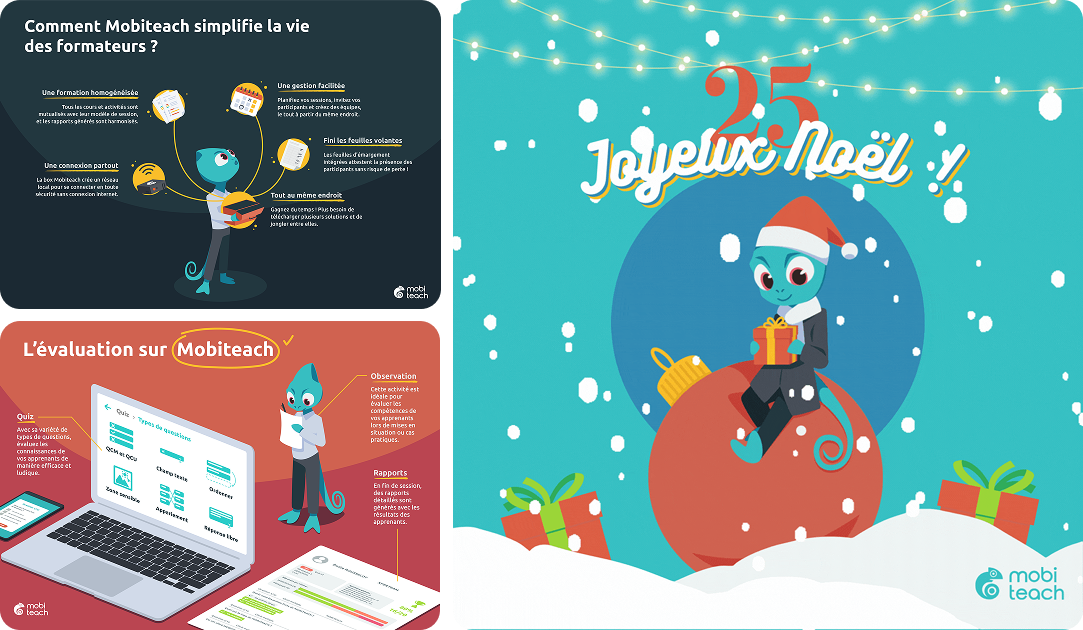 Comment Mobiteach simplifie la vie
des formateurs ?
Une formation homogénéisée
Tous les cours et activités sont
mutualisés avec leur modèle de session,
et les rapports générés sont harmonisés.
Une gestion facilitée
Planifiez vos sessions, invitez vos
participants et créez des équipes,
le tout à partir du même endroit.
Fini les feuilles volantes
Les feuilles d'émargement
intégrées attestent la présence des
participants sans risque de perte !
Une connexion partout
La box Mobiteach crée un réseau
local pour se connecter en toute
sécurité sans connexion internet.
Tout au même endroit
Gagnez du temps ! Plus besoin de
télécharger plusieurs solutions et de
jongler entre elles.
mobi
teach
L'évaluation sur Mobiteach
Quiz
Avec sa variété de
types de questions,
évaluez les
connaissances de
vos apprenants de
manière efficace et
ludique.
Quiz > Types de questions
QCM et QCU
Champ texte
Ordonner
Zone sensible
Appariement
Réponse libre
Observation
Cette activité est
idéale pour
évaluer les
compétences de
vos apprenants
lors de mises en
situation ou cas
pratiques.
Rapports
En fin de session,
des rapports
détaillés sont
générés avec les
résultats des
apprenants.
mobi
teach
25
Joyeux Noël !
mobi
teach